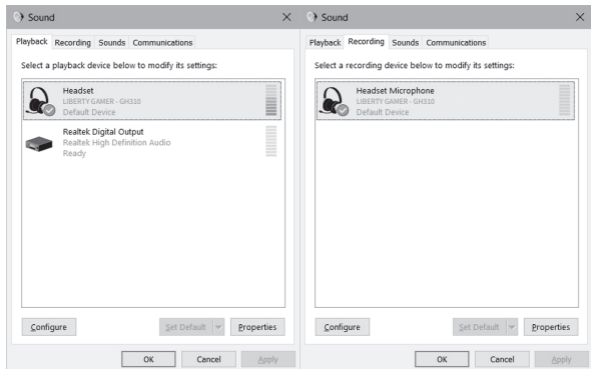 Sound
Playback Recording Sounds Communications
Select a playback device below to modify its settings:
Headset
LIBERTY GAMER - GH310
Default Device
Realtek Digital Output
Realtek High Definition Audio
Ready
Configure Set Default Properties
OK Cancel Apply
Sound
Playback Recording Sounds Communications
Select a recording device below to modify its settings:
Headset Microphone
LIBERTY GAMER - GH310
Default Device
Configure Set Default Properties
OK Cancel Apply